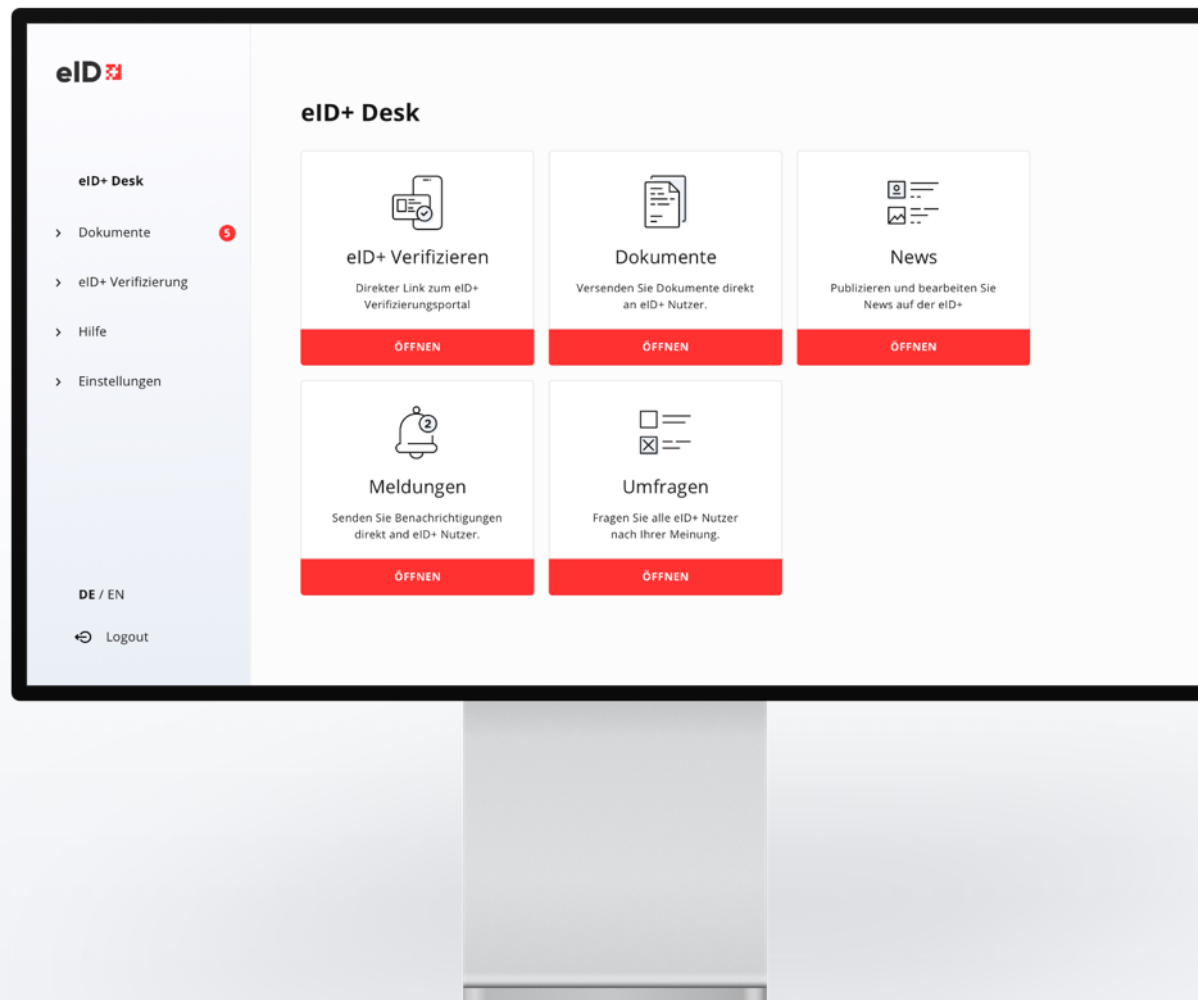 eID
eID+ Desk
Dokumente
5
eID+ Verifizierung
Hilfe
Einstellungen
DE / EN
Logout
eID+ Desk
eID+ Verifizieren
Direkter Link zum eID+
Verifizierungsportal
ÖFFNEN
Dokumente
Versenden Sie Dokumente direkt
an eID+ Nutzer.
ÖFFNEN
News
Publizieren und bearbeiten Sie
News auf der eID+
ÖFFNEN
2
Meldungen
Senden Sie Benachrichtigungen
direkt and eID+ Nutzer.
ÖFFNEN
Umfragen
Fragen Sie alle eID+ Nutzer
nach Ihrer Meinung.
ÖFFNEN